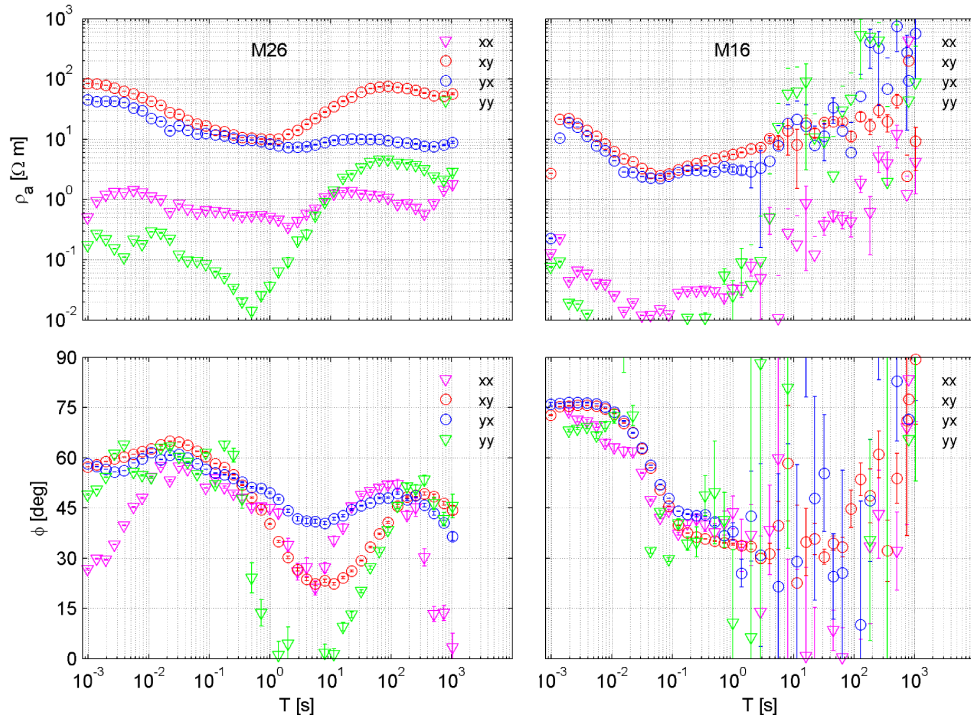 M26
xx
xy
yx
yy
10³
10²
10¹
10⁰
10⁻¹
10⁻²
ρa [Ω m]
M16
xx
xy
yx
yy
90
75
60
45
30
15
0
ϕ [deg]
xx
xy
yx
yy
10⁻³ 10⁻² 10⁻¹ 10⁰ 10¹ 10² 10³
T [s]
xx
xy
yx
yy
10⁻³ 10⁻² 10⁻¹ 10⁰ 10¹ 10² 10³
T [s]